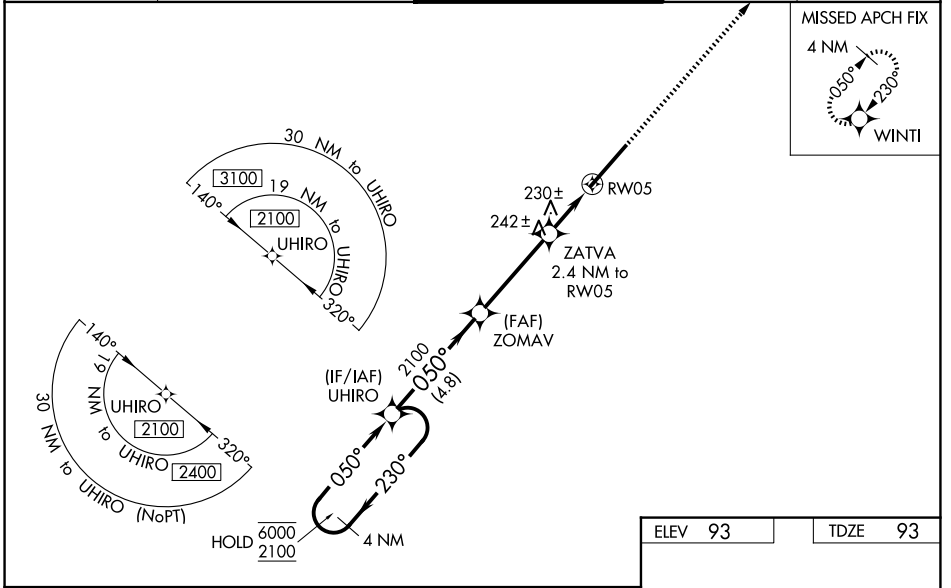 MISSED APCH FIX
4 NM
050°
230°
WINTI
30 NM to UHIRO
3100
19 NM to UHIRO
140°
2100
UHIRO
320°
230±
242±
RW05
ZATVA
2.4 NM to
RW05
(FAF)
ZOMAV
2100
050°
(4.8)
(IF/IAF)
UHIRO
140°
19 NM to UHIRO
UHIRO
2100
320°
2400
30 NM to UHIRO (NoPT)
050°
230°
HOLD 6000
2100
4 NM
ELEV 93
TDZE 93